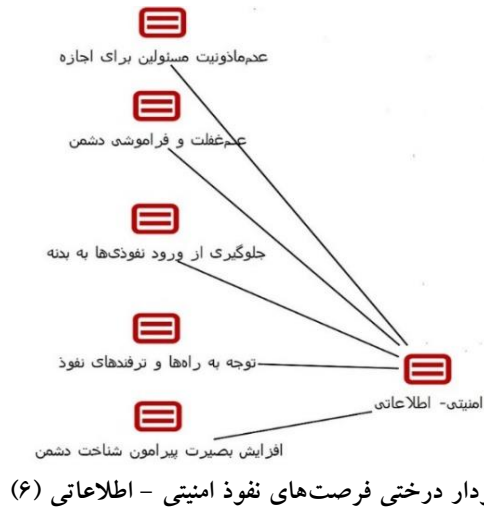 عدم‌ماذونیت مسئولین برای اجازه
عدم‌غفلت و فراموشی دشمن
جلوگیری از ورود نفوذی‌ها به بدنه
توجه به راه‌ها و ترفندهای نفوذ
امنیتی- اطلاعاتی
افزایش بصیرت پیرامون شناخت دشمن
درختی فرصت‌های نفوذ امنیتی – اطلاعاتی (۶)